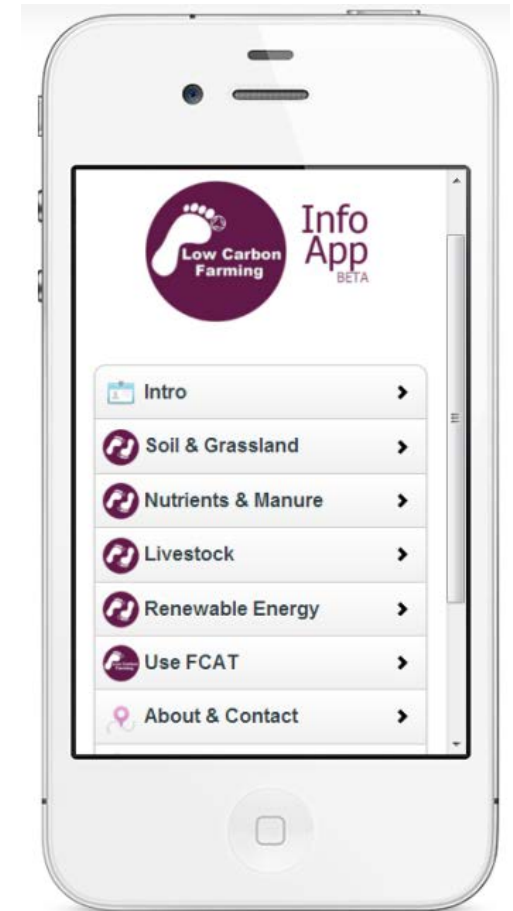 Low Carbon
Farming
Info
App
BETA
Intro
Soil & Grassland
Nutrients & Manure
Livestock
Renewable Energy
Use FCAT
About & Contact